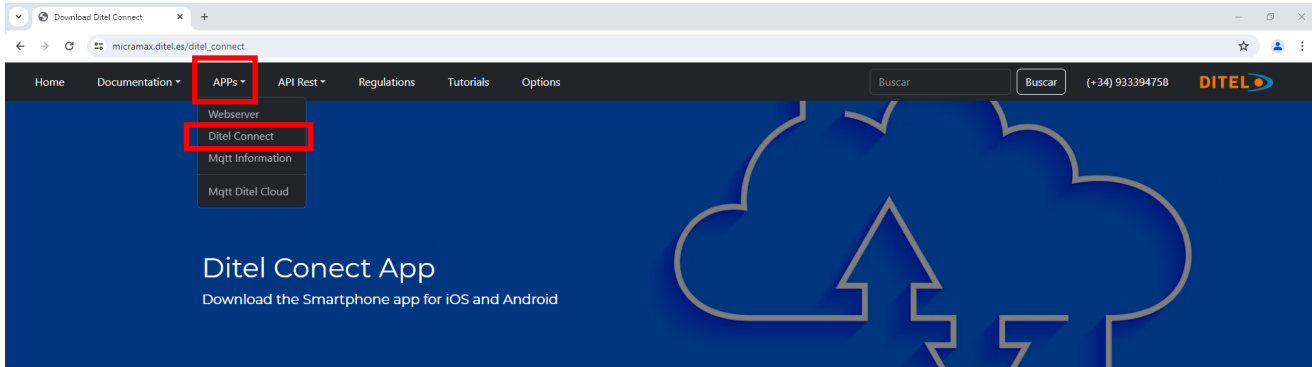 Download Ditel Connect
micramax.ditel.es/ditel_connect
Home Documentation APPs API Rest Regulations Tutorials Options Buscar Buscar (+34) 933394758 DITEL
Webserver
Ditel Connect
Mqtt Information
Mqtt Ditel Cloud
Ditel Conect App
Download the Smartphone app for iOS and Android